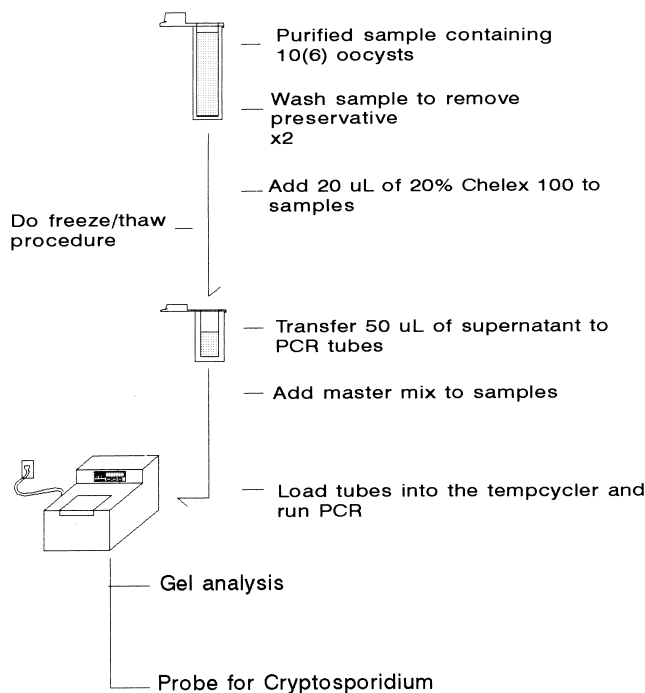 Purified sample containing
10(6) oocysts
Wash sample to remove
preservative
x2
Add 20 uL of 20% Chelex 100 to
samples
Do freeze/thaw
procedure
Transfer 50 uL of supernatant to
PCR tubes
Add master mix to samples
Load tubes into the tempcycler and
run PCR
Gel analysis
Probe for Cryptosporidium